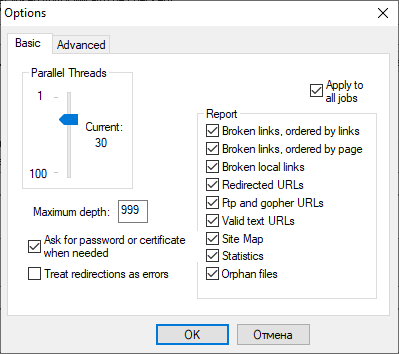 Options
Basic
Advanced
Parallel Threads
1
Current:
30
100
Maximum depth: 999
Ask for password or certificate
when needed
Treat redirections as errors
Apply to
all jobs
Report
Broken links, ordered by links
Broken links, ordered by page
Broken local links
Redirected URLs
Ftp and gopher URLs
Valid text URLs
Site Map
Statistics
Orphan files
OK
Отмена